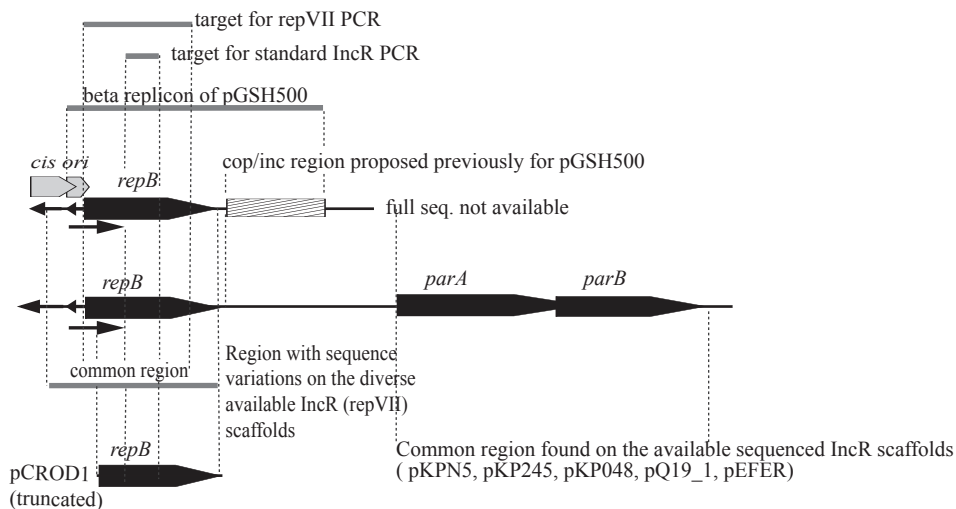 target for repVII PCR
target for standard IncR PCR
beta replicon of pGSH500
cis ori
cop/inc region proposed previously for pGSH500
repB
full seq. not available
repB
parA
parB
common region
Region with sequence
variations on the diverse
available IncR (repVII)
scaffolds
repB
pCROD1
(truncated)
Common region found on the available sequenced IncR scaffolds
( pKPN5, pKP245, pKP048, pQ19_1, pEFER)